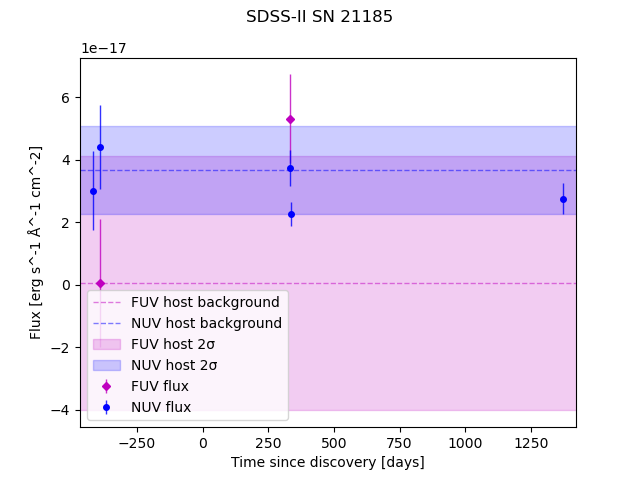 SDSS-II SN 21185
1e−17
6
4
2
0
−2
−4
Flux [erg s^-1 Å^-1 cm^-2]
FUV host background
NUV host background
FUV host 2σ
NUV host 2σ
FUV flux
NUV flux
−250 0 250 500 750 1000 1250
Time since discovery [days]